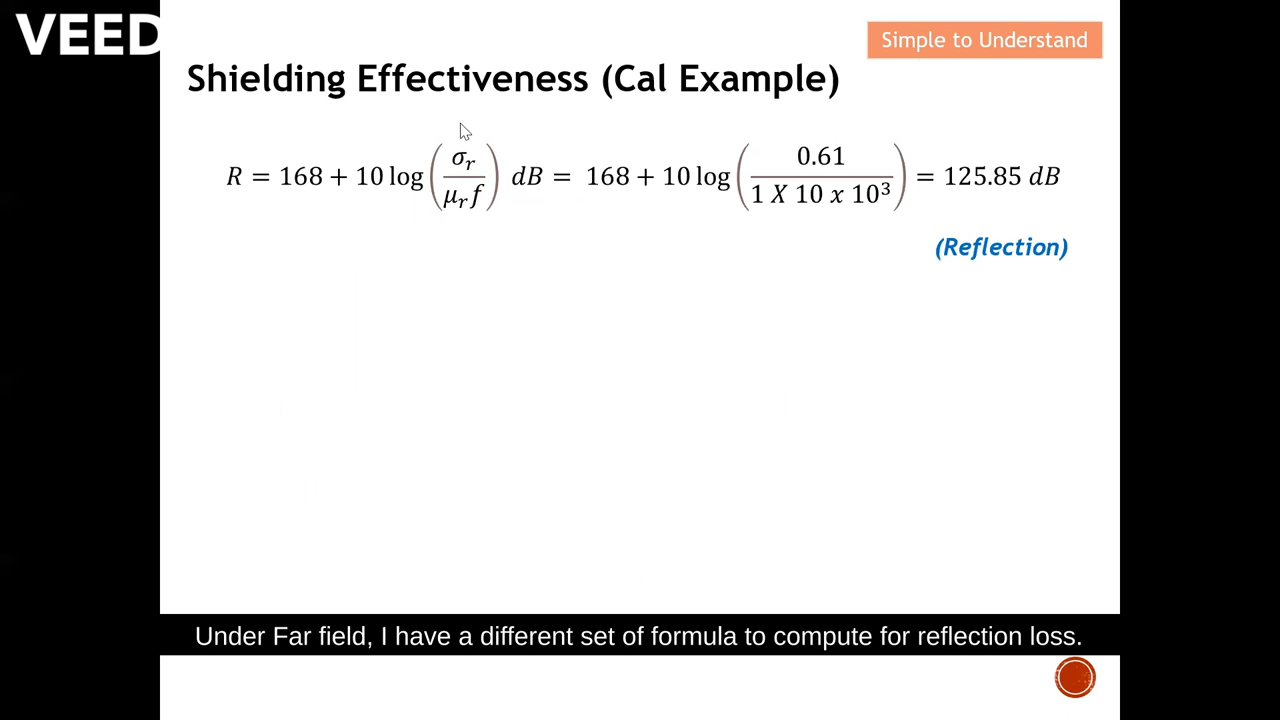 VEED
Simple to Understand
Shielding Effectiveness (Cal Example)
R = 168 + 10 log (σᵣ / μᵣf) dB = 168 + 10 log (0.61 / 1 X 10 x 10³) = 125.85 dB
(Reflection)
Under Far field, I have a different set of formula to compute for reflection loss.